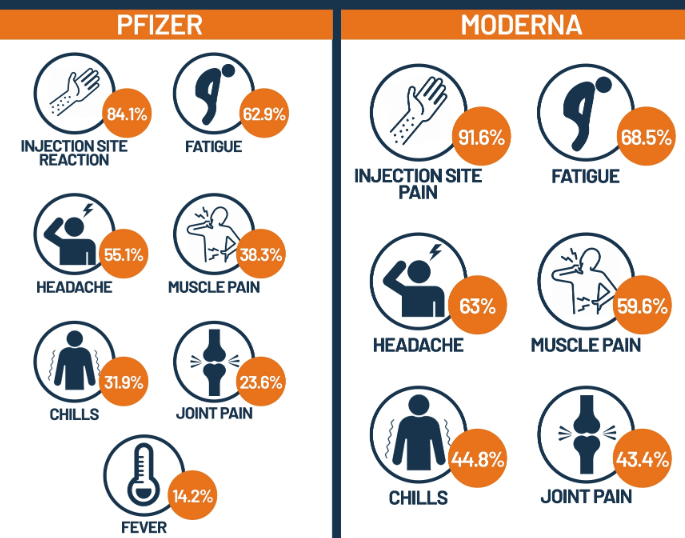 PFIZER
84.1%
INJECTION SITE
REACTION
62.9%
FATIGUE
55.1%
HEADACHE
38.3%
MUSCLE PAIN
31.9%
CHILLS
23.6%
JOINT PAIN
14.2%
FEVER
MODERNA
91.6%
INJECTION SITE
PAIN
68.5%
FATIGUE
63%
HEADACHE
59.6%
MUSCLE PAIN
44.8%
CHILLS
43.4%
JOINT PAIN